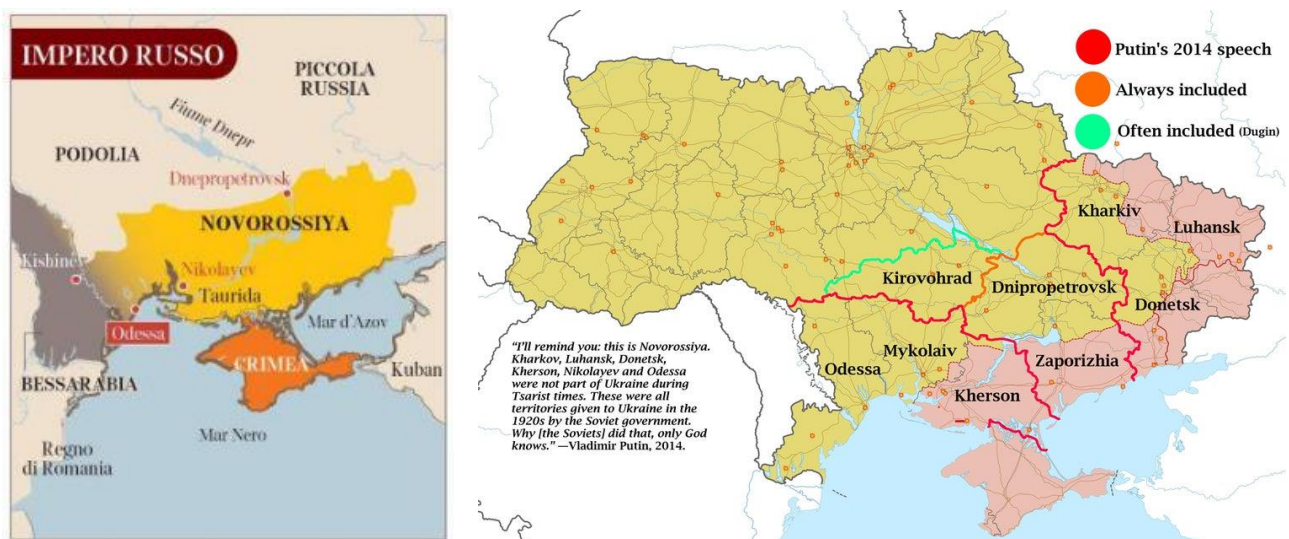 IMPERO RUSSO
PICCOLA
RUSSIA
Fiume Dnepr
PODOLIA
Dnepropetrovsk
NOVOROSSIYA
Kishinev
Nikolayev
Taurida
Odessa
Mar d'Azov
CRIMEA
BESSARABIA
Kuban
Regno
di Romania
Mar Nero
Putin's 2014 speech
Always included
Often included (Dugin)
Kharkiv
Luhansk
Kirovohrad
Dnipropetrovsk
Donetsk
Odessa
Mykolaiv
Zaporizhia
Kherson
"I'll remind you: this is Novorossiya.
Kharkov, Luhansk, Donetsk,
Kherson, Nikolayev and Odessa
were not part of Ukraine during
Tsarist times. These were all
territories given to Ukraine in the
1920s by the Soviet government.
Why [the Soviets] did that, only God
knows." —Vladimir Putin, 2014.